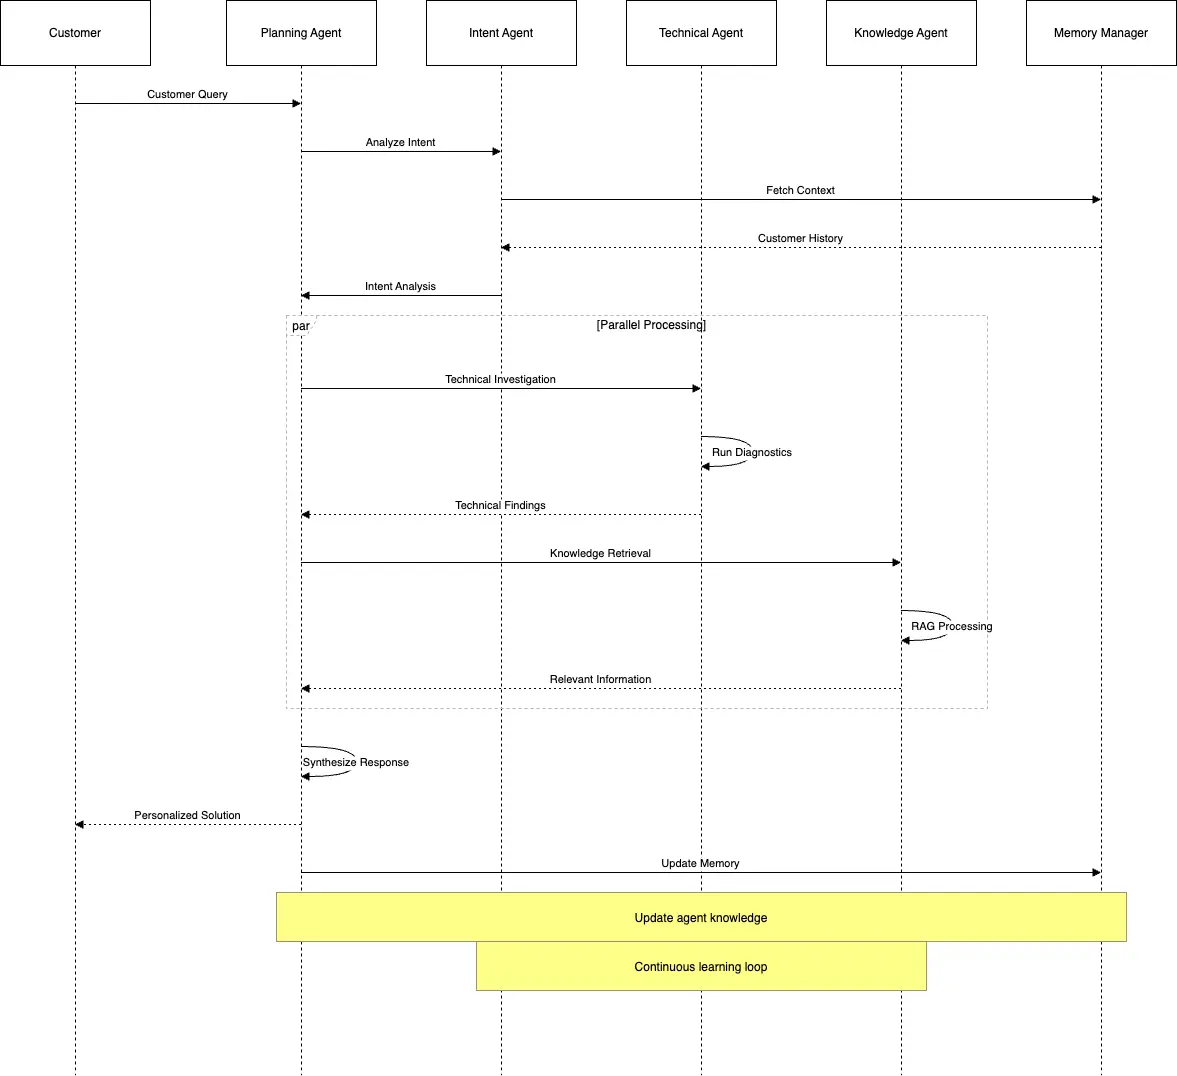 Customer
Planning Agent
Intent Agent
Technical Agent
Knowledge Agent
Memory Manager
Customer Query
Analyze Intent
Fetch Context
Customer History
Intent Analysis
par
[Parallel Processing]
Technical Investigation
Run Diagnostics
Technical Findings
Knowledge Retrieval
RAG Processing
Relevant Information
Synthesize Response
Personalized Solution
Update Memory
Update agent knowledge
Continuous learning loop